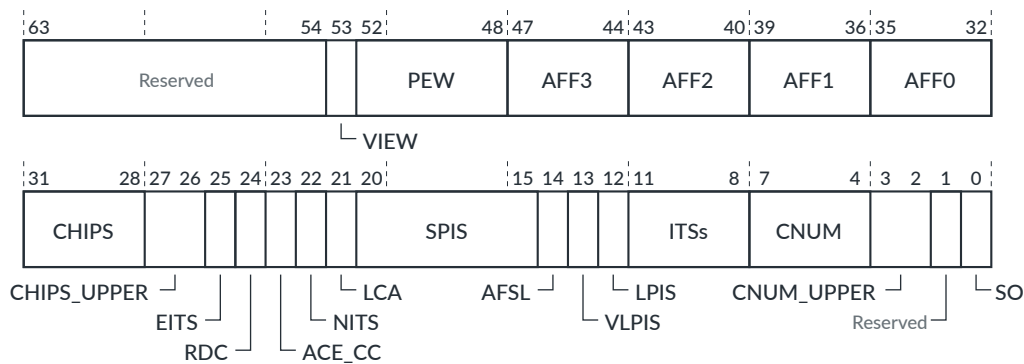 63 54 53 52 48 47 44 43 40 39 36 35 32
Reserved PEW AFF3 AFF2 AFF1 AFF0
VIEW
31 28 27 26 25 24 23 22 21 20 15 14 13 12 11 8 7 4 3 2 1 0
CHIPS SPIS ITSs CNUM
CHIPS_UPPER LCA AFSL LPIS CNUM_UPPER SO
EITS NITS VLPIS Reserved
RDC ACE_CC